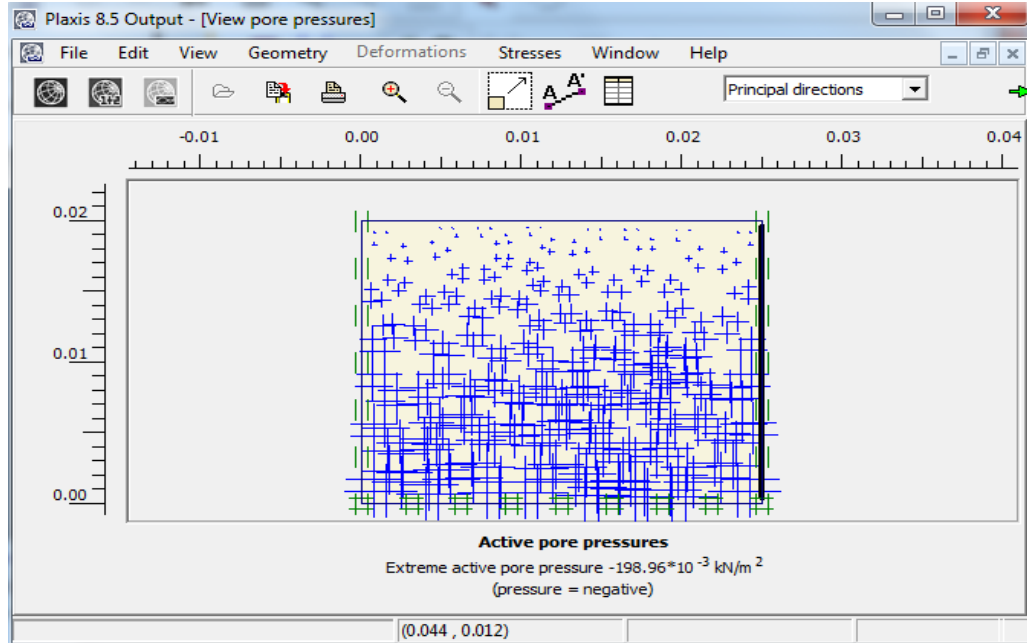 Plaxis 8.5 Output - [View pore pressures]
File Edit View Geometry Deformations Stresses Window Help
1+2 A A' Principal directions
-0.01 0.00 0.01 0.02 0.03 0.04
0.02
0.01
0.00
Active pore pressures
Extreme active pore pressure -198.96*10 -3 kN/m 2
(pressure = negative)
(0.044 , 0.012)